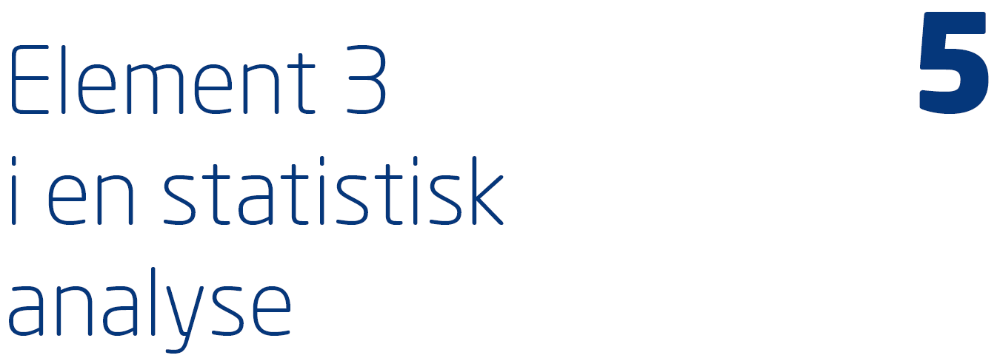 Element 3
i en statistisk
analyse
5